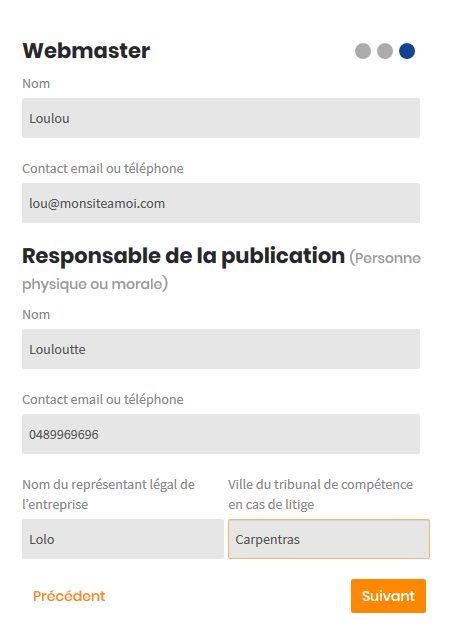 Webmaster
Nom
Loulou
Contact email ou téléphone
lou@monsiteamoi.com
Responsable de la publication (Personne
physique ou morale)
Nom
Louloutte
Contact email ou téléphone
0489969696
Nom du représentant légal de
l'entreprise
Lolo
Ville du tribunal de compétence
en cas de litige
Carpentras
Précédent
Suivant